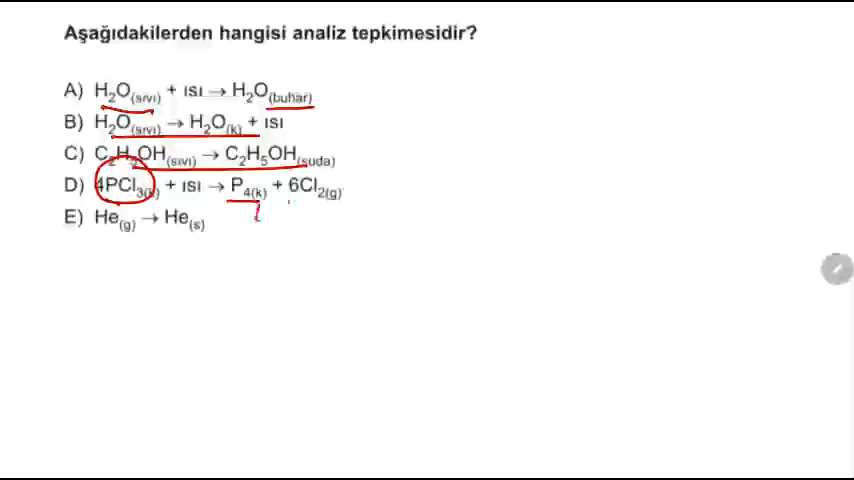 Aşağıdakilerden hangisi analiz tepkimesidir?
A) H₂O(sıvı) + ısı → H₂O(buhar)
B) H₂O(sıvı) → H₂O(k) + ısı
C) C₂H₅OH(sıvı) → C₂H₅OH(suda)
D) 4PCl₃(k) + ısı → P₄(k) + 6Cl₂(g)
E) He(g) → He(s)